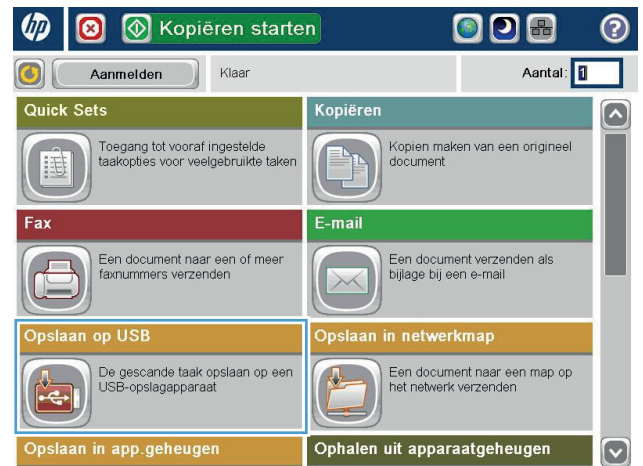 hp
Kopiëren starten
?
Aanmelden
Klaar
Aantal: 1
Quick Sets
Toegang tot vooraf ingestelde
taakopties voor veelgebruikte taken
Kopiëren
Kopien maken van een origineel
document
Fax
Een document naar een of meer
faxnummers verzenden
E-mail
Een document verzenden als
bijlage bij een e-mail
Opslaan op USB
De gescande taak opslaan op een
USB-opslagapparaat
Opslaan in netwerkmap
Een document naar een map op
het netwerk verzenden
Opslaan in app.geheugen
Ophalen uit apparaatgeheugen